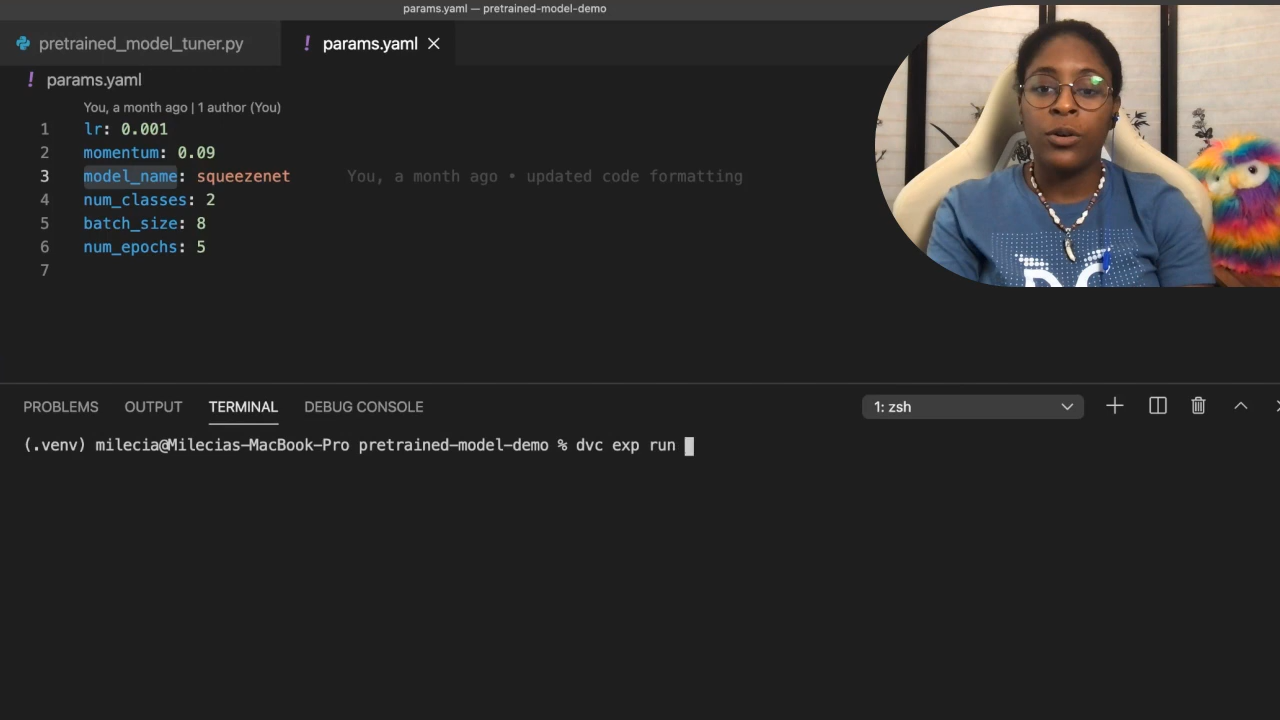 params.yaml — pretrained-model-demo
pretrained_model_tuner.py
! params.yaml
! params.yaml
You, a month ago | 1 author (You)
1 lr: 0.001
2 momentum: 0.09
3 model_name: squeezenet You, a month ago • updated code formatting
4 num_classes: 2
5 batch_size: 8
6 num_epochs: 5
7
PROBLEMS OUTPUT TERMINAL DEBUG CONSOLE 1: zsh
(.venv) milecia@Milecias-MacBook-Pro pretrained-model-demo % dvc exp run